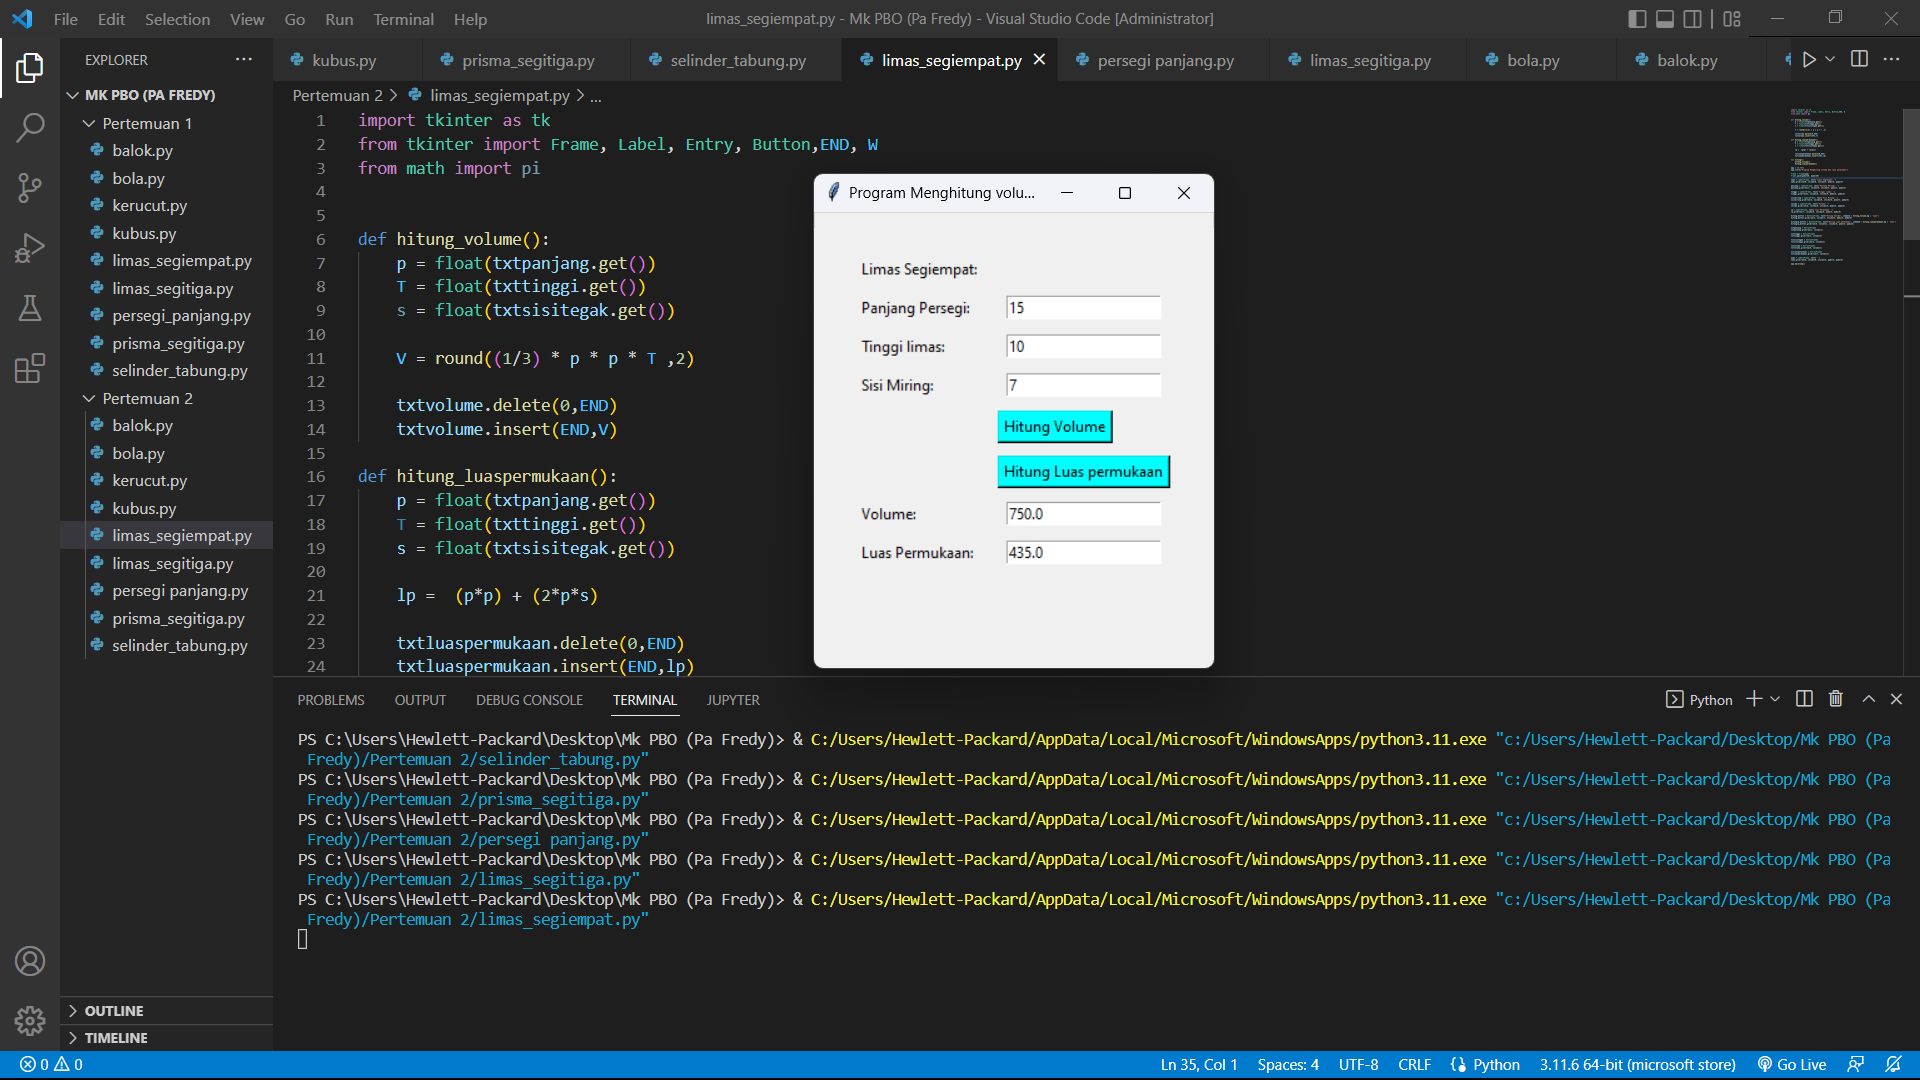 File Edit Selection View Go Run Terminal Help
limas_segiempat.py - Mk PBO (Pa Fredy) - Visual Studio Code [Administrator]
EXPLORER
MK PBO (PA FREDY)
Pertemuan 1
balok.py
bola.py
kerucut.py
kubus.py
limas_segiempat.py
limas_segitiga.py
persegi_panjang.py
prisma_segitiga.py
selinder_tabung.py
Pertemuan 2
balok.py
bola.py
kerucut.py
kubus.py
limas_segiempat.py
limas_segitiga.py
persegi panjang.py
prisma_segitiga.py
selinder_tabung.py
OUTLINE
TIMELINE
kubus.py prisma_segitiga.py selinder_tabung.py limas_segiempat.py persegi panjang.py limas_segitiga.py bola.py balok.py
Pertemuan 2 > limas_segiempat.py > ...
1 import tkinter as tk
2 from tkinter import Frame, Label, Entry, Button,END, W
3 from math import pi
4
5
6 def hitung_volume():
7 p = float(txtpanjang.get())
8 T = float(txttinggi.get())
9 s = float(txtsisitegak.get())
10
11 V = round((1/3) * p * p * T ,2)
12
13 txtvolume.delete(0,END)
14 txtvolume.insert(END,V)
15
16 def hitung_luaspermukaan():
17 p = float(txtpanjang.get())
18 T = float(txttinggi.get())
19 s = float(txtsisitegak.get())
20
21 lp =  (p*p) + (2*p*s)
22
23 txtluaspermukaan.delete(0,END)
24 txtluaspermukaan.insert(END,lp)
Program Menghitung volu...
Limas Segiempat:
Panjang Persegi: 15
Tinggi limas: 10
Sisi Miring: 7
Hitung Volume
Hitung Luas permukaan
Volume: 750.0
Luas Permukaan: 435.0
PROBLEMS OUTPUT DEBUG CONSOLE TERMINAL JUPYTER
Python
PS C:\Users\Hewlett-Packard\Desktop\Mk PBO (Pa Fredy)> & C:/Users/Hewlett-Packard/AppData/Local/Microsoft/WindowsApps/python3.11.exe "c:/Users/Hewlett-Packard/Desktop/Mk PBO (Pa
Fredy)/Pertemuan 2/selinder_tabung.py"
PS C:\Users\Hewlett-Packard\Desktop\Mk PBO (Pa Fredy)> & C:/Users/Hewlett-Packard/AppData/Local/Microsoft/WindowsApps/python3.11.exe "c:/Users/Hewlett-Packard/Desktop/Mk PBO (Pa
Fredy)/Pertemuan 2/prisma_segitiga.py"
PS C:\Users\Hewlett-Packard\Desktop\Mk PBO (Pa Fredy)> & C:/Users/Hewlett-Packard/AppData/Local/Microsoft/WindowsApps/python3.11.exe "c:/Users/Hewlett-Packard/Desktop/Mk PBO (Pa
Fredy)/Pertemuan 2/persegi panjang.py"
PS C:\Users\Hewlett-Packard\Desktop\Mk PBO (Pa Fredy)> & C:/Users/Hewlett-Packard/AppData/Local/Microsoft/WindowsApps/python3.11.exe "c:/Users/Hewlett-Packard/Desktop/Mk PBO (Pa
Fredy)/Pertemuan 2/limas_segitiga.py"
PS C:\Users\Hewlett-Packard\Desktop\Mk PBO (Pa Fredy)> & C:/Users/Hewlett-Packard/AppData/Local/Microsoft/WindowsApps/python3.11.exe "c:/Users/Hewlett-Packard/Desktop/Mk PBO (Pa
Fredy)/Pertemuan 2/limas_segiempat.py"
0 0
Ln 35, Col 1 Spaces: 4 UTF-8 CRLF Python 3.11.6 64-bit (microsoft store) Go Live